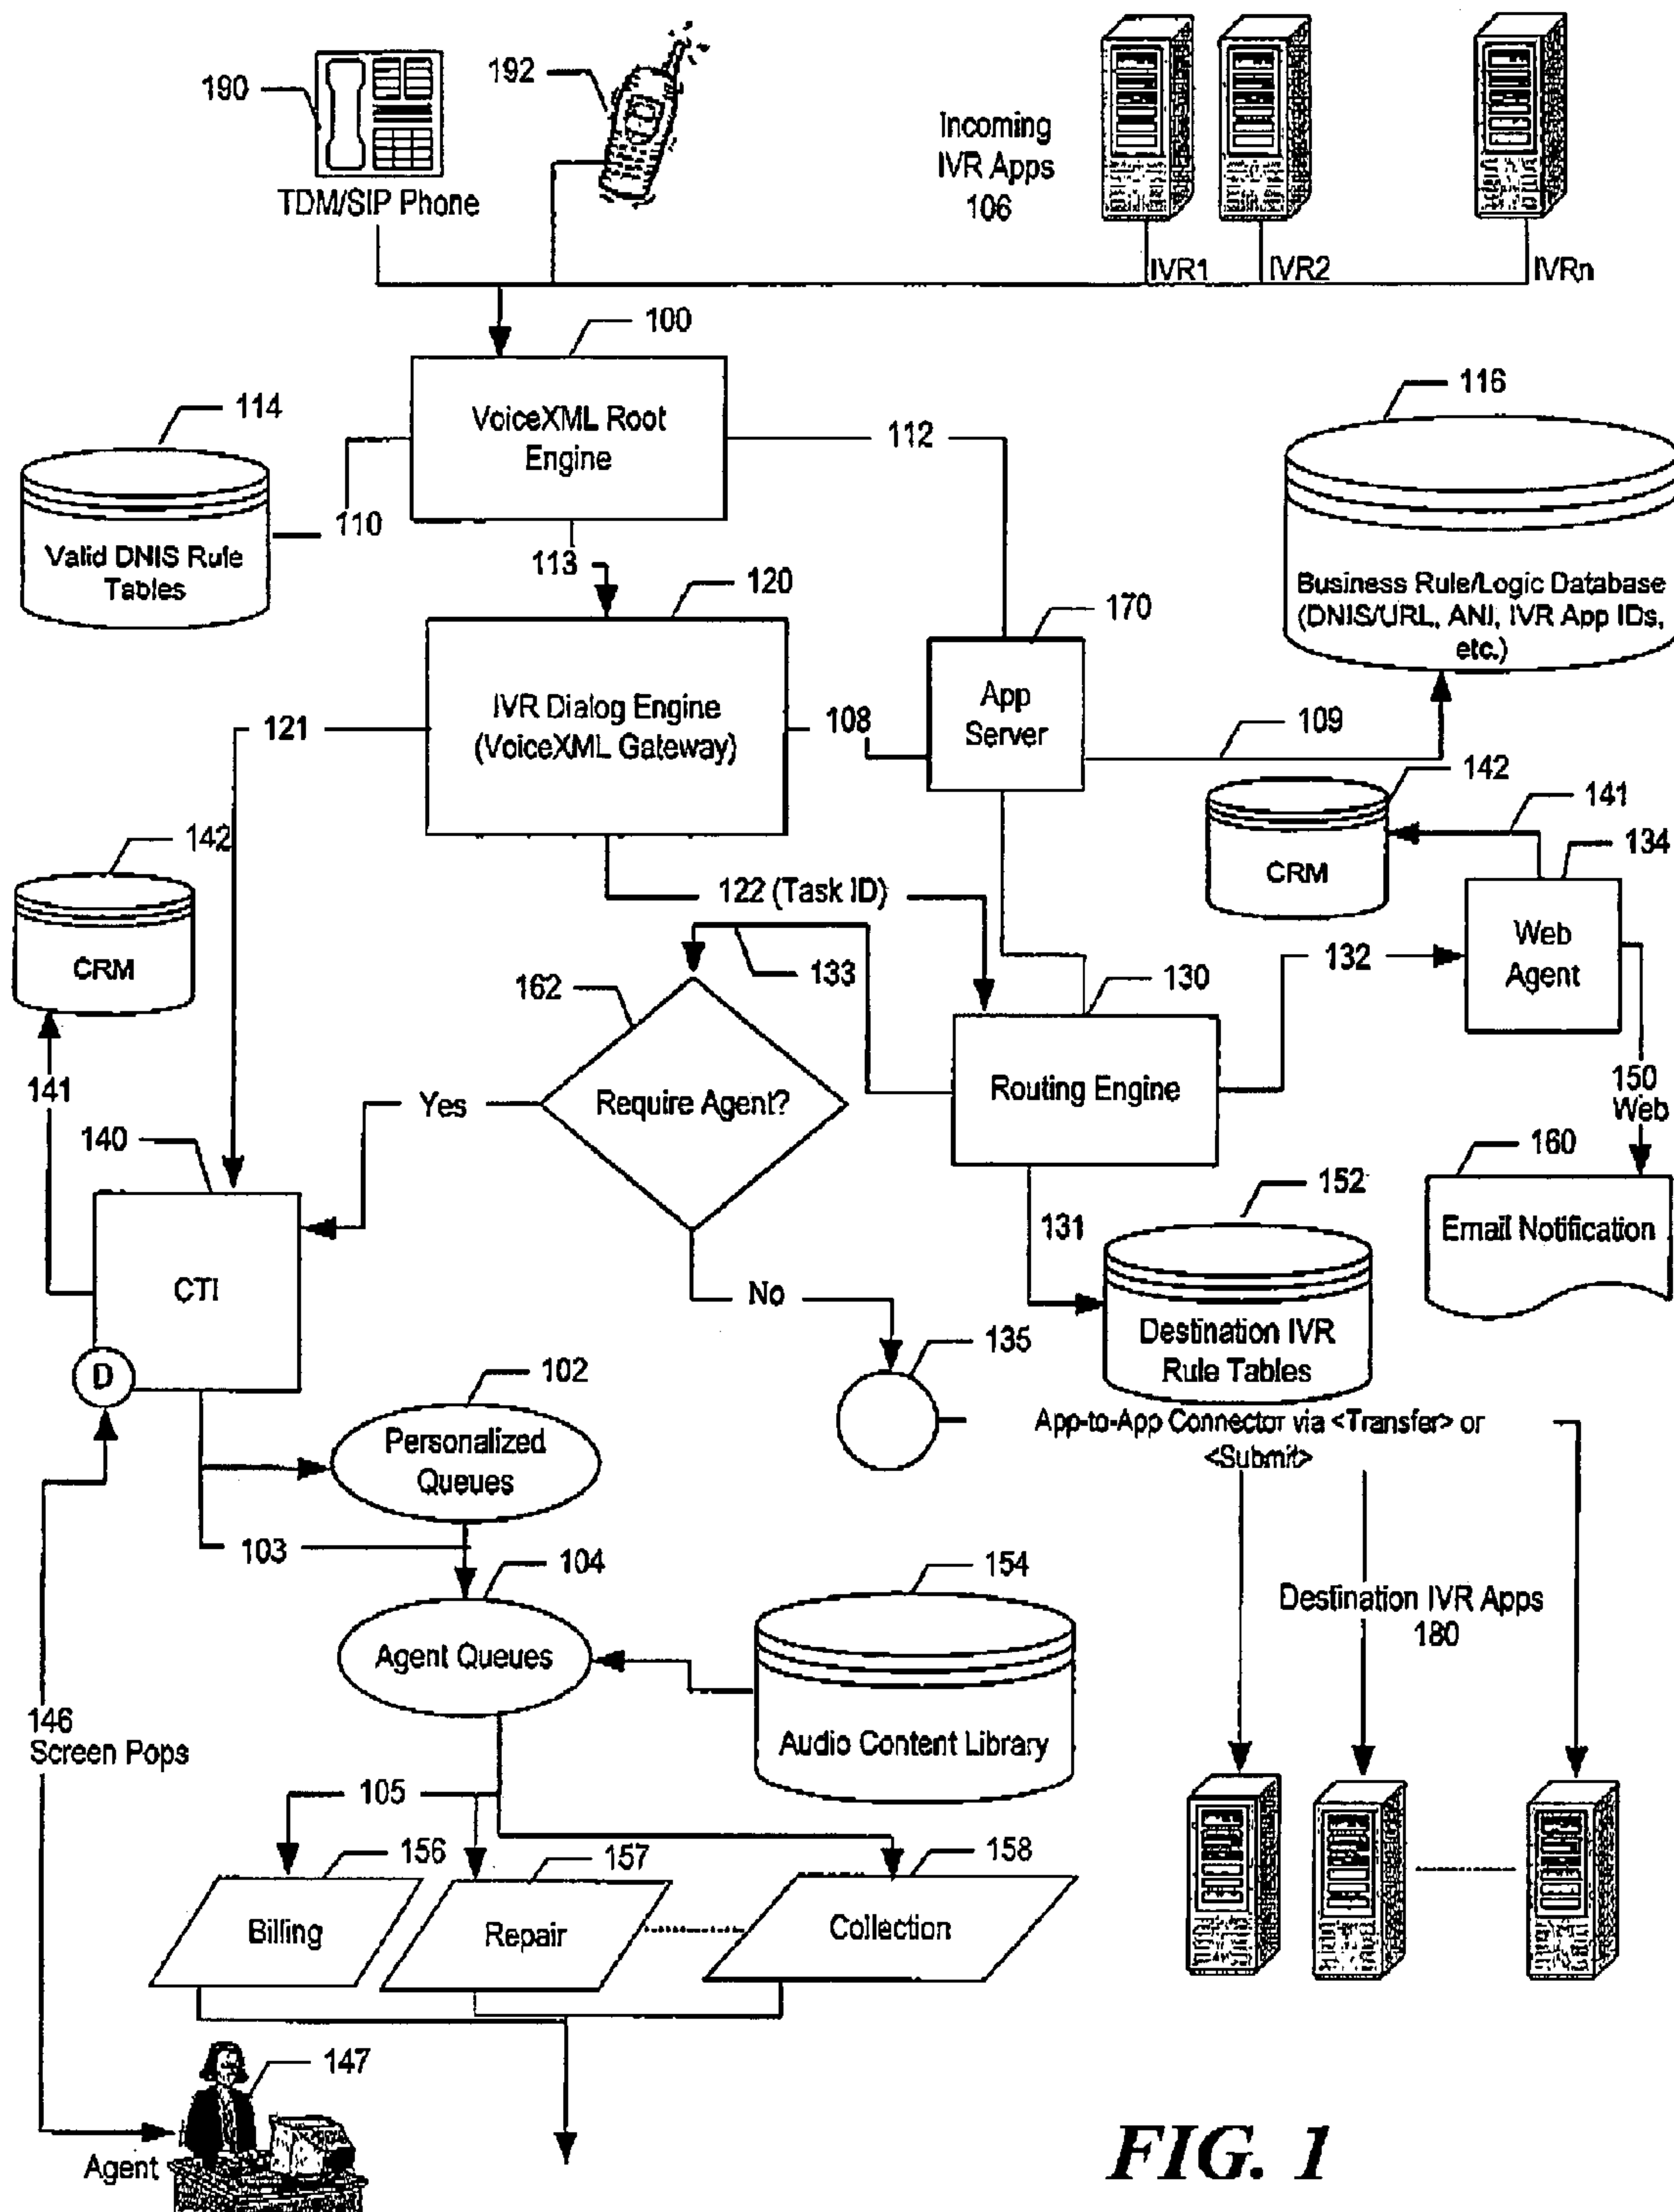 190
192
TDM/SIP Phone
Incoming
IVR Apps
106
IVR1
IVR2
IVRn
100
VoiceXML Root
Engine
114
Valid DNIS Rule
Tables
110
112
113
116
Business Rule/Logic Database
(DNIS/URL, ANI, IVR App IDs,
etc.)
120
IVR Dialog Engine
(VoiceXML Gateway)
170
App
Server
121
108
109
142
CRM
142
CRM
141
134
Web
Agent
122 (Task ID)
133
162
Require Agent?
130
Routing Engine
132
141
Yes
150
Web
160
Email Notification
140
CTI
D
No
131
152
Destination IVR
Rule Tables
135
App-to-App Connector via <Transfer> or
<Submit>
102
Personalized
Queues
103
104
Agent Queues
154
Audio Content Library
Destination IVR Apps
180
146
Screen Pops
105
156
Billing
157
Repair
158
Collection
147
Agent
FIG. 1